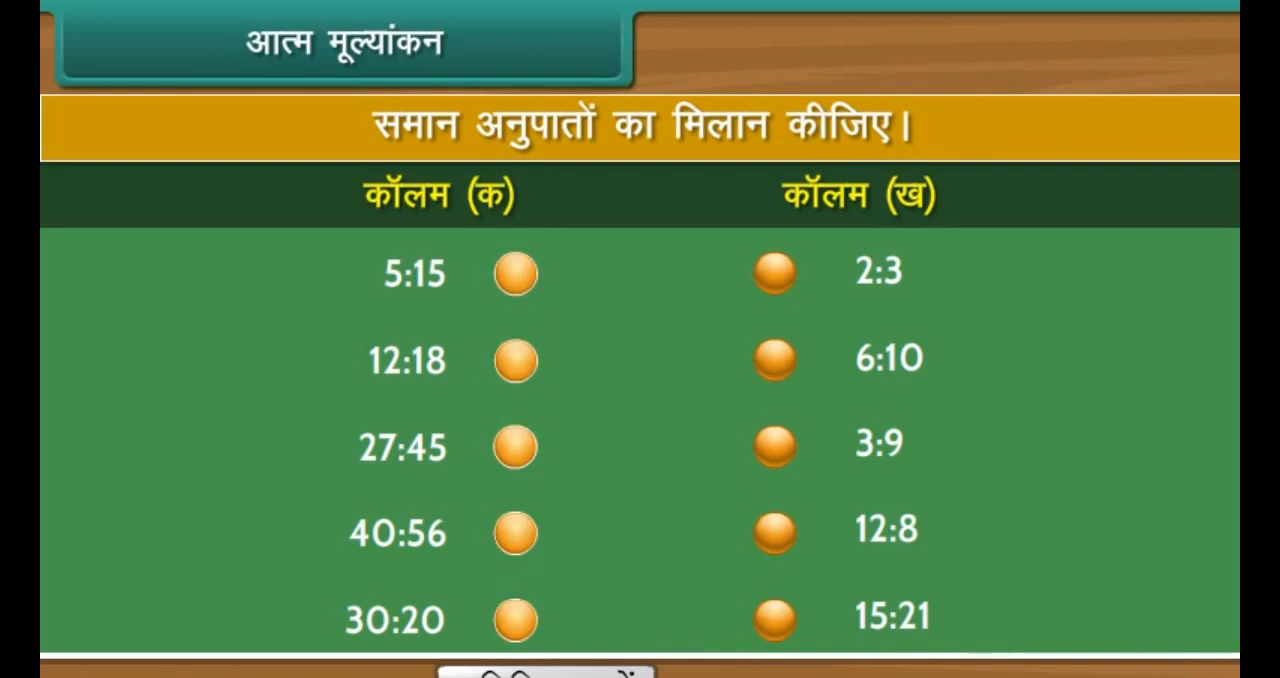 आत्म मूल्यांकन
समान अनुपातों का मिलान कीजिए।
कॉलम (क) कॉलम (ख)
5:15 2:3
12:18 6:10
27:45 3:9
40:56 12:8
30:20 15:21